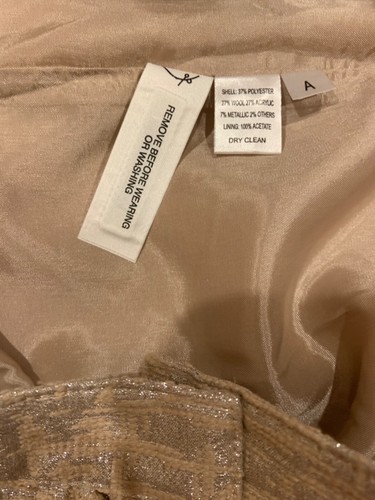 REMOVE BEFORE WEARING
OR WASHING
SHELL: 37% POLYESTER
27% WOOL 27% ACRYLIC
7% METALLIC 2% OTHERS
LINING: 100% ACETATE
DRY CLEAN
A